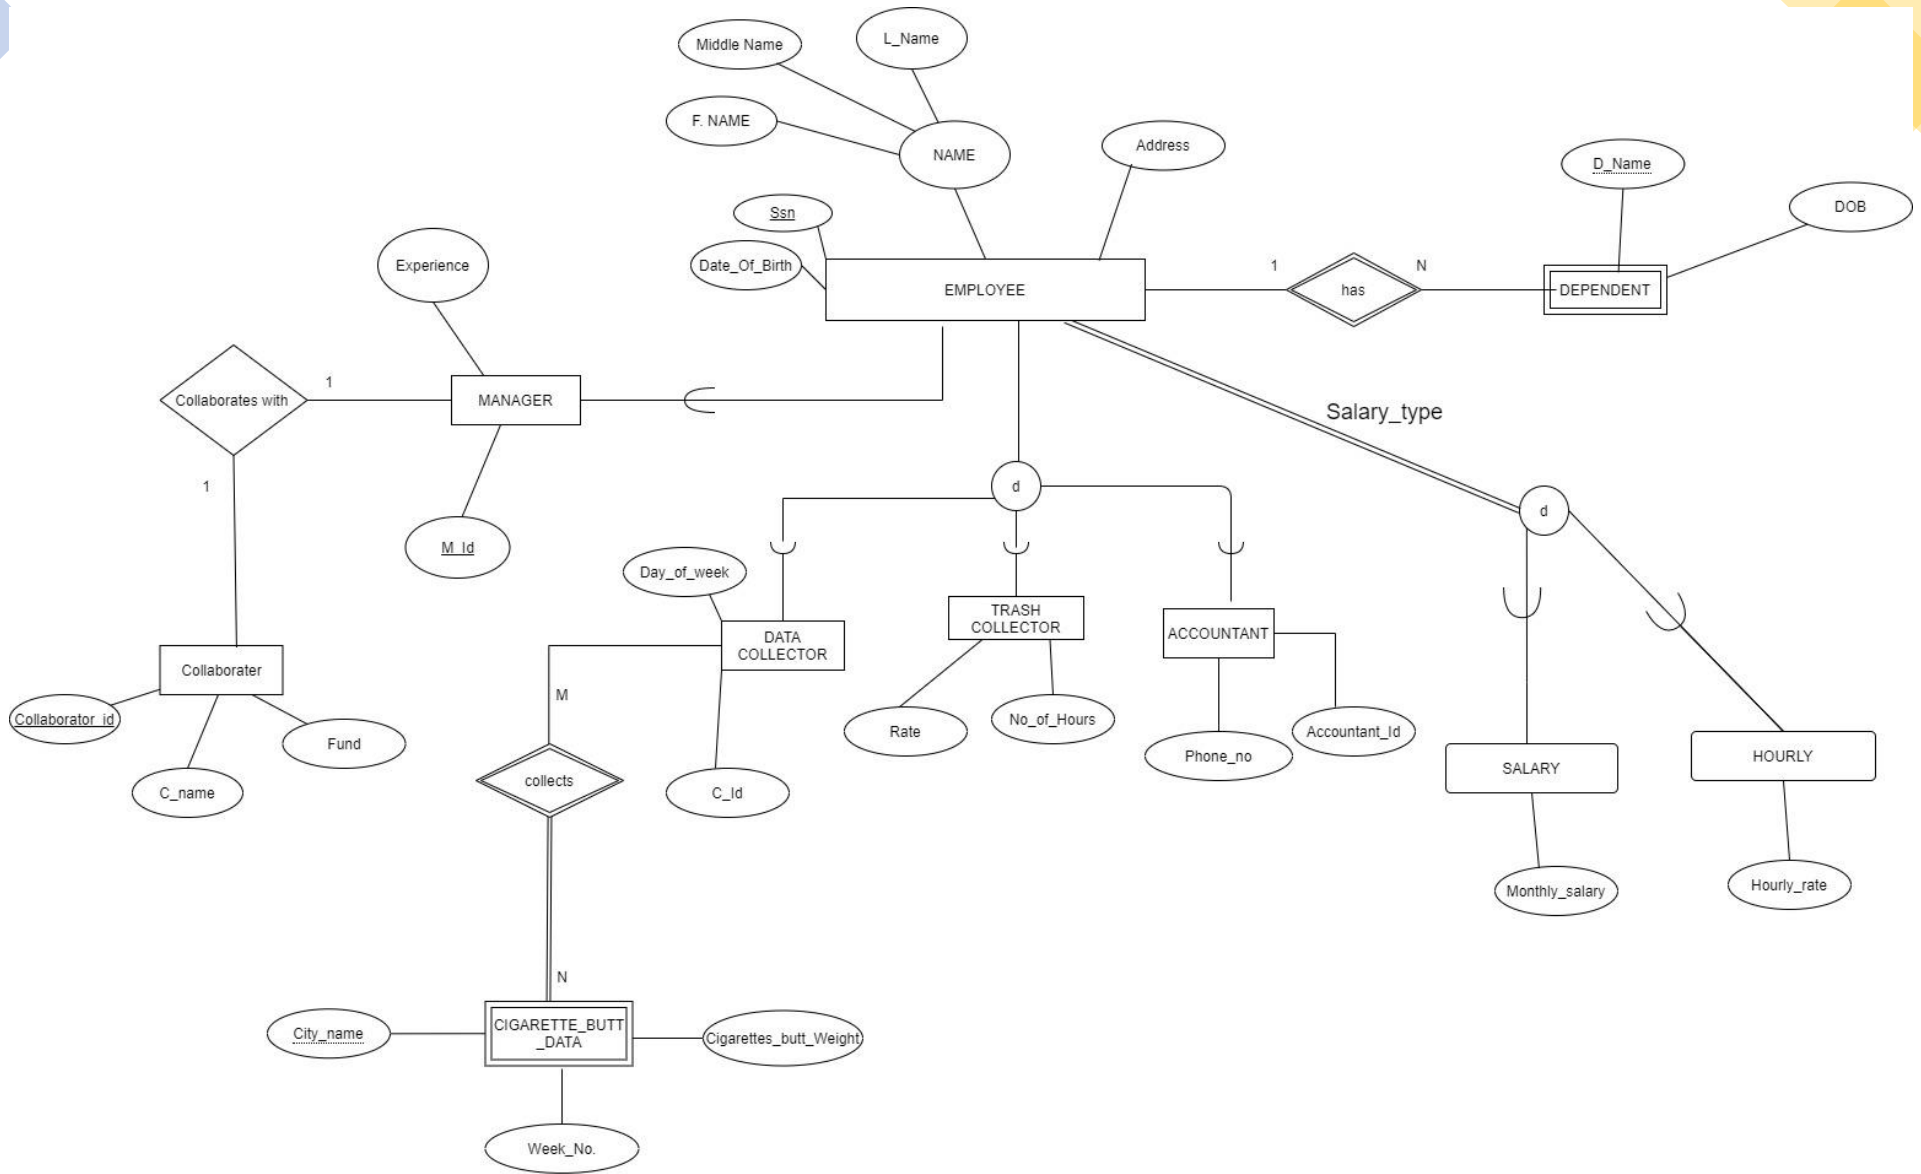 Middle Name
L_Name
F. NAME
NAME
Address
D_Name
DOB
Ssn
Date_Of_Birth
Experience
EMPLOYEE
1
has
N
DEPENDENT
Collaborates with
1
MANAGER
Salary_type
1
d
d
M_Id
Day_of_week
DATA
COLLECTOR
TRASH
COLLECTOR
ACCOUNTANT
Collaborater
M
Collaborator_id
Fund
C_name
collects
C_Id
Rate
No_of_Hours
Phone_no
Accountant_Id
SALARY
HOURLY
Monthly_salary
Hourly_rate
N
City_name
CIGARETTE_BUTT
_DATA
Cigarettes_butt_Weight
Week_No.